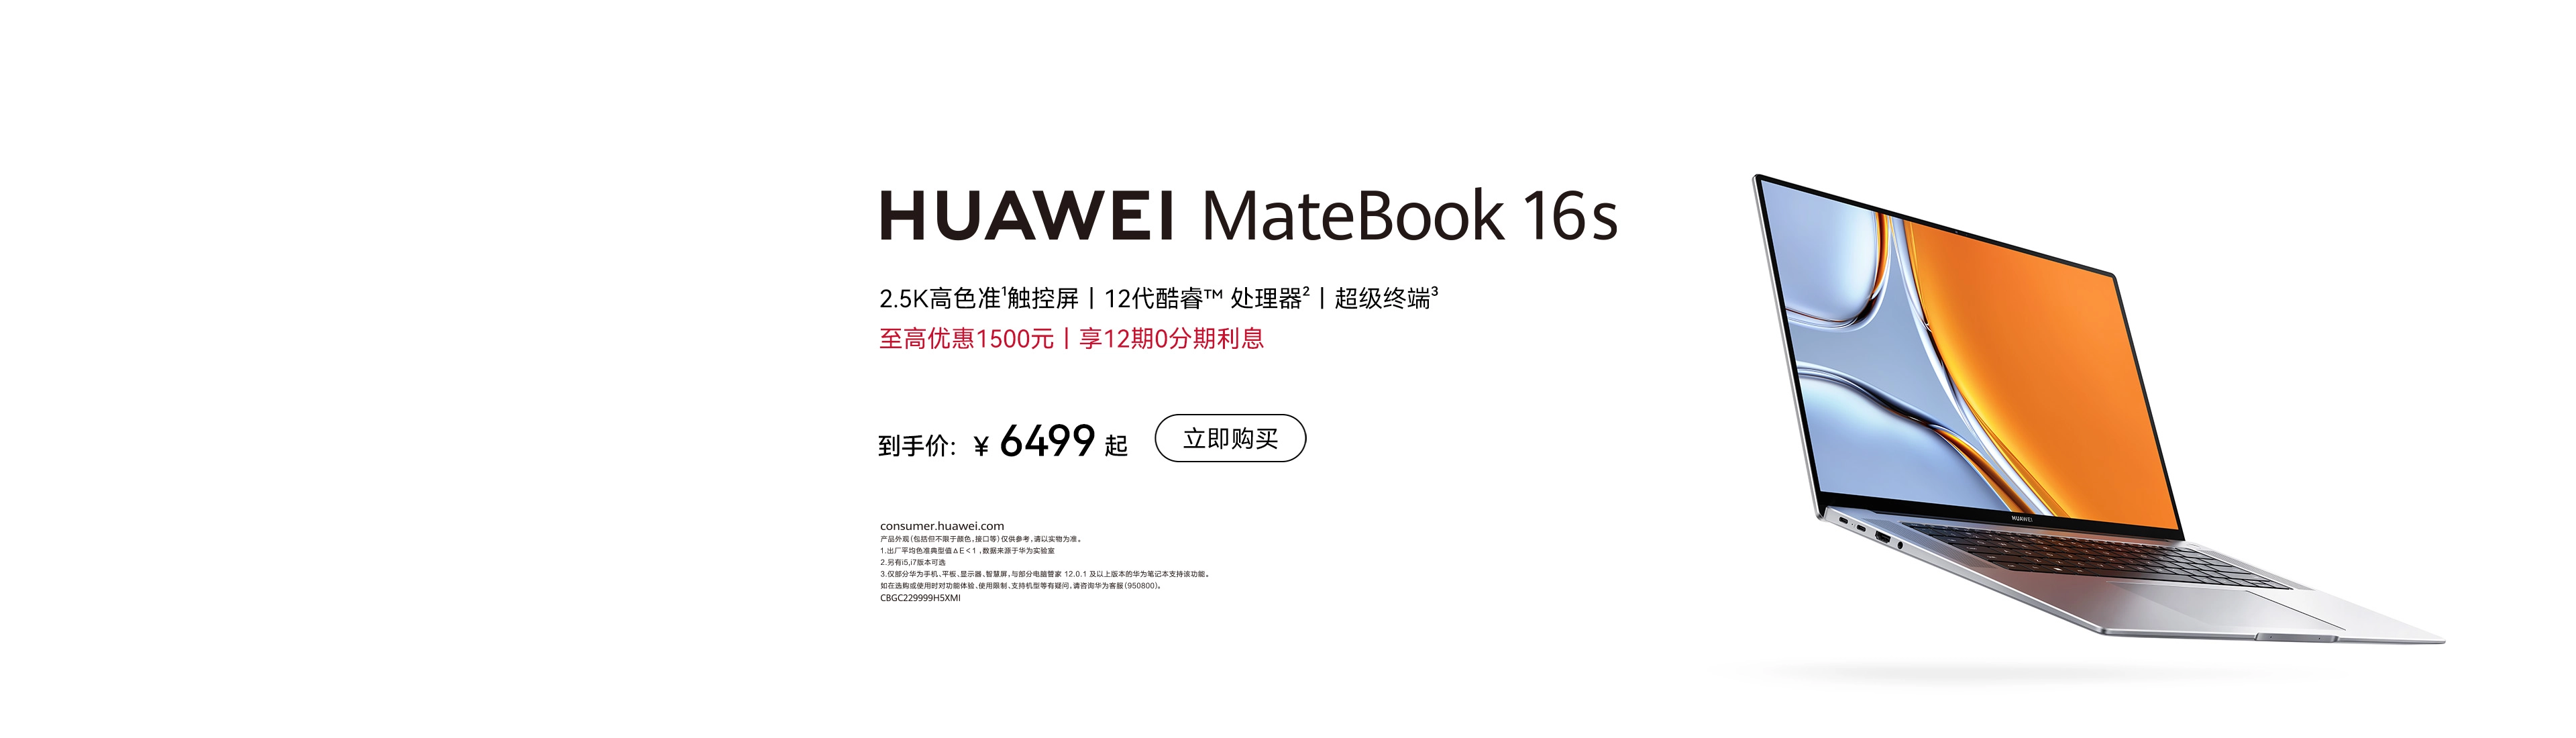 HUAWEI MateBook 16s
2.5K高色准¹触控屏丨12代酷睿™ 处理器²丨超级终端³
至高优惠1500元丨享12期0分期利息
到手价: ¥ 6499 起 立即购买
consumer.huawei.com
产品外观(包括但不限于颜色,接口等)仅供参考,请以实物为准。
1.出厂平均色准典型值ΔE<1,数据来源于华为实验室
2.另有i5,i7版本可选
3.仅部分华为手机、平板、显示器、智慧屏,与部分电脑管家 12.0.1 及以上版本的华为笔记本支持该功能。
如在选购或使用时对功能体验、使用限制、支持机型等有疑问,请咨询华为客服(950800)。
CBGC229999H5XMI
HUAWEI